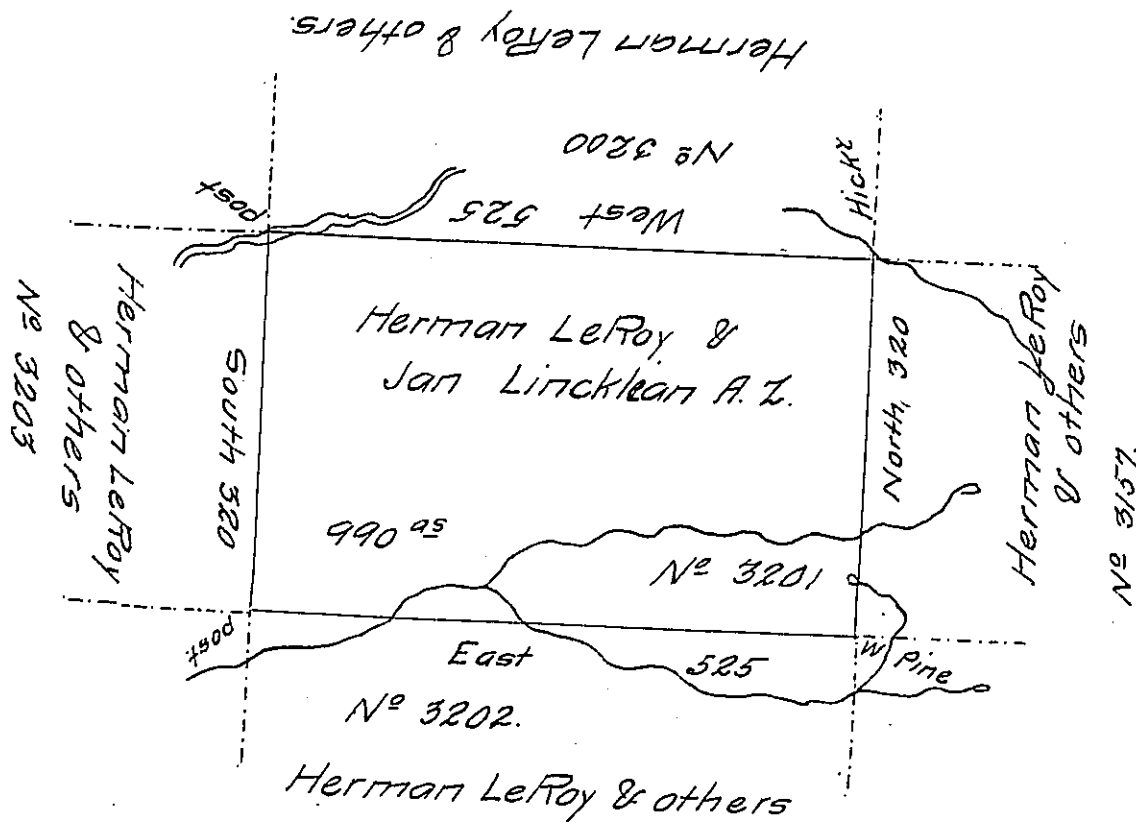 Herman LeRoy & others.
Nº 3200
West 525
post
Hickʸ
Herman LeRoy
& others
Nº 3203
South 320
Herman LeRoy &
Jan Lincklean A. Z.
North, 320
Herman LeRoy
& others
Nº 3157.
990 as
Nº 3201
post
East 525
W Pine
Nº 3202.
Herman LeRoy & others